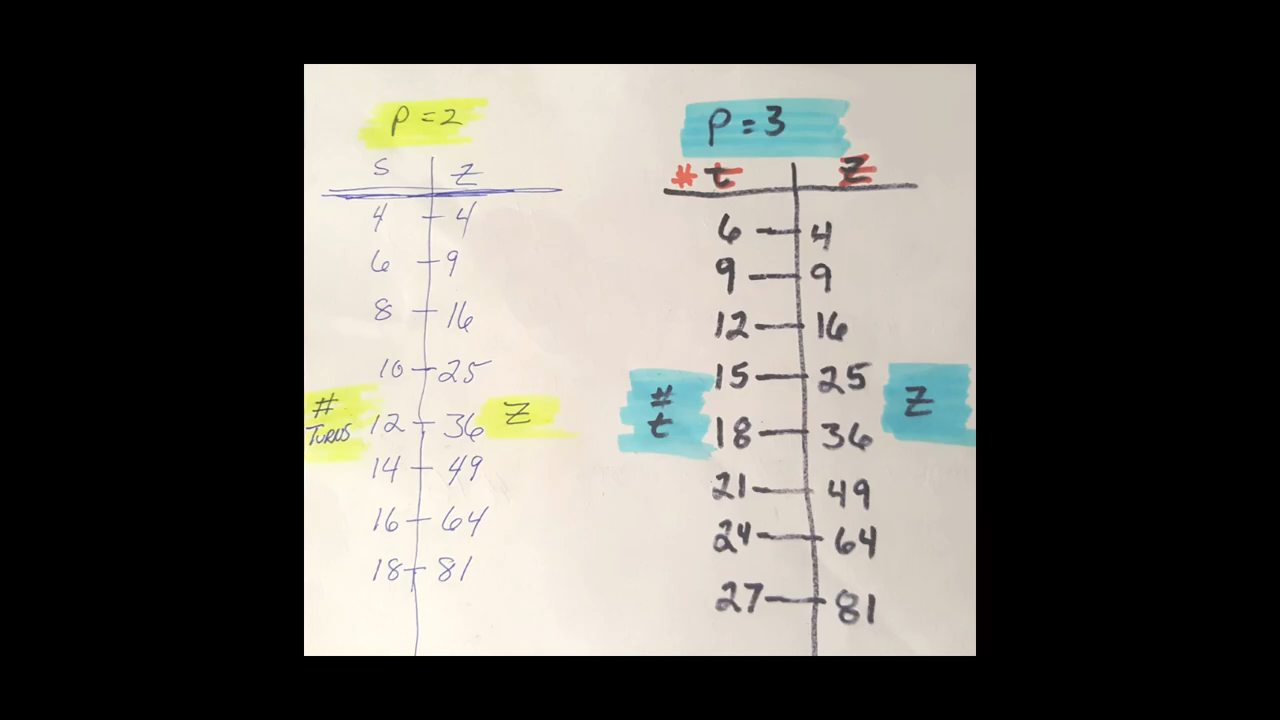 P = 2
S Z
4 4
6 9
8 16
10 25
# TURNS 12 36 Z
14 49
16 64
18 81
P = 3
# t Z
6 4
9 9
12 16
15 25
# t 18 36 Z
21 49
24 64
27 81